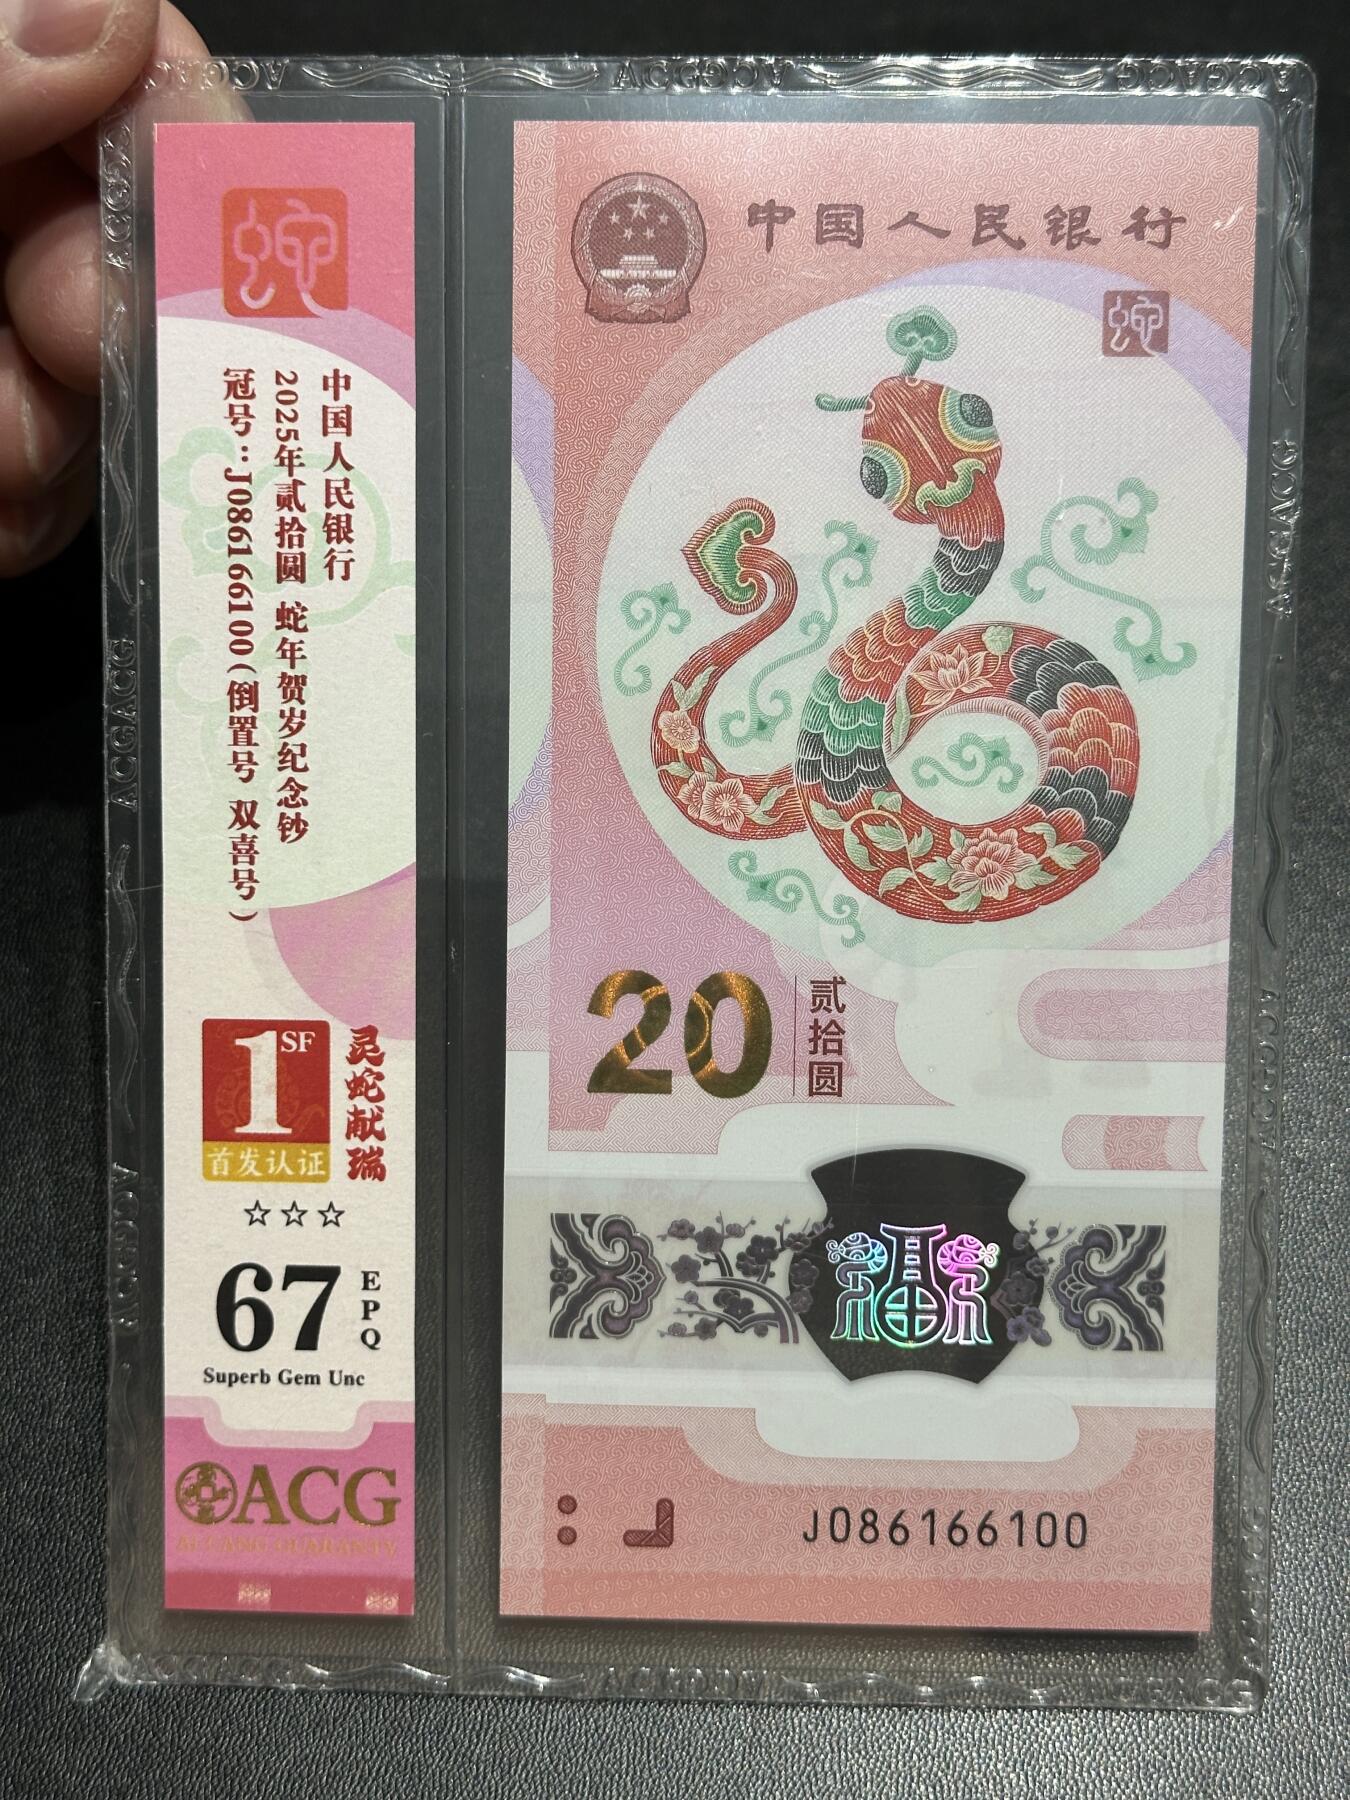 蛇
中国人民银行
2025年贰拾圆 蛇年贺岁纪念钞
冠号：J086166100（倒置号 双喜号）
1 SF
首发认证
灵蛇献瑞
☆☆☆
67 EPQ
Superb Gem Unc
ACG
AI CANG GUARANTY
中国人民银行
蛇
20 贰拾圆
J086166100